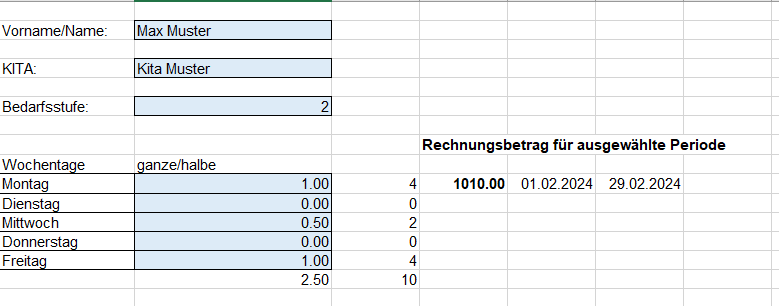 Vorname/Name: Max Muster
KITA: Kita Muster
Bedarfsstufe: 2
Rechnungsbetrag für ausgewählte Periode
Wochentage ganze/halbe
Montag 1.00 4 1010.00 01.02.2024 29.02.2024
Dienstag 0.00 0
Mittwoch 0.50 2
Donnerstag 0.00 0
Freitag 1.00 4
2.50 10